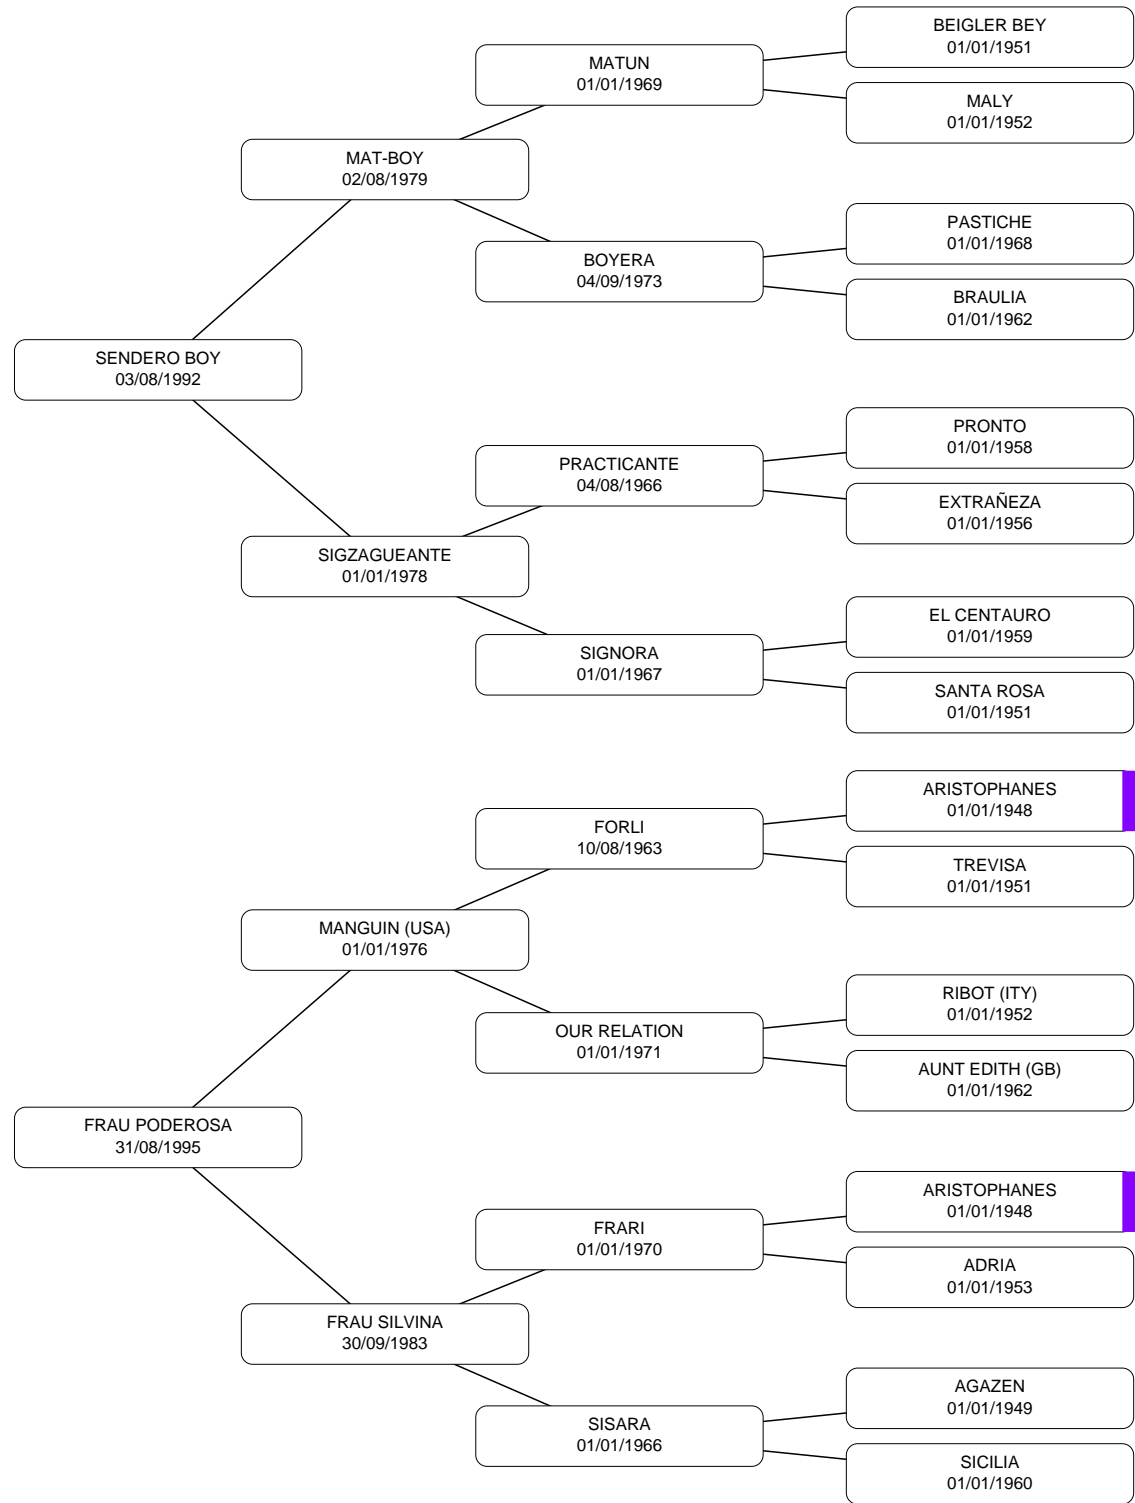 BEIGLER BEY
01/01/1951
MATUN
01/01/1969
MALY
01/01/1952
MAT-BOY
02/08/1979
PASTICHE
01/01/1968
BOYERA
04/09/1973
BRAULIA
01/01/1962
SENDERO BOY
03/08/1992
PRONTO
01/01/1958
PRACTICANTE
04/08/1966
EXTRAÑEZA
01/01/1956
SIGZAGUEANTE
01/01/1978
EL CENTAURO
01/01/1959
SIGNORA
01/01/1967
SANTA ROSA
01/01/1951
ARISTOPHANES
01/01/1948
FORLI
10/08/1963
TREVISA
01/01/1951
MANGUIN (USA)
01/01/1976
RIBOT (ITY)
01/01/1952
OUR RELATION
01/01/1971
AUNT EDITH (GB)
01/01/1962
FRAU PODEROSA
31/08/1995
ARISTOPHANES
01/01/1948
FRARI
01/01/1970
ADRIA
01/01/1953
FRAU SILVINA
30/09/1983
AGAZEN
01/01/1949
SISARA
01/01/1966
SICILIA
01/01/1960